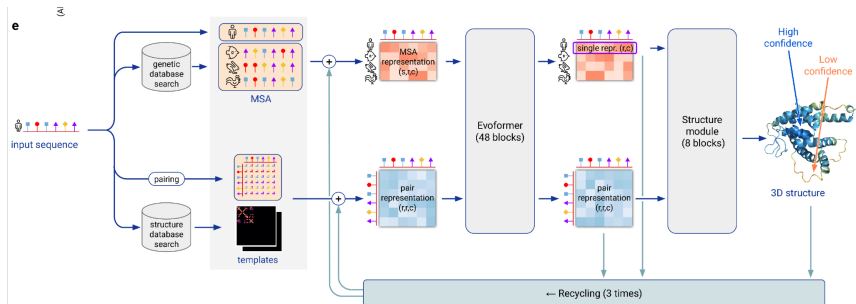 e
(AI
High
confidence
Low
confidence
genetic
database
search
MSA
MSA
representation
(s,r,c)
single repr. (r,c)
input sequence
Evoformer
(48 blocks)
Structure
module
(8 blocks)
pairing
3D structure
structure
database
search
templates
pair
representation
(r,r,c)
pair
representation
(r,r,c)
← Recycling (3 times)